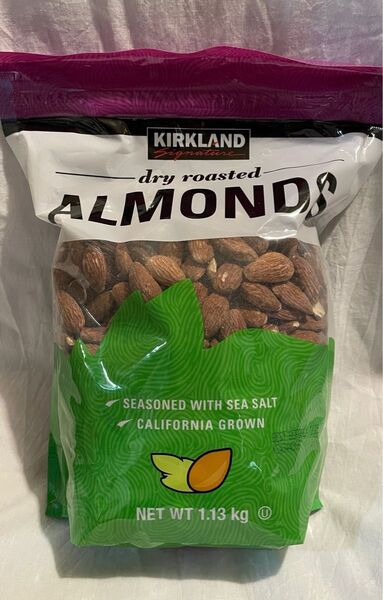 KIRKLAND
Signature
dry roasted
ALMONDS
SEASONED WITH SEA SALT
CALIFORNIA GROWN
NET WT 1.13 kg U